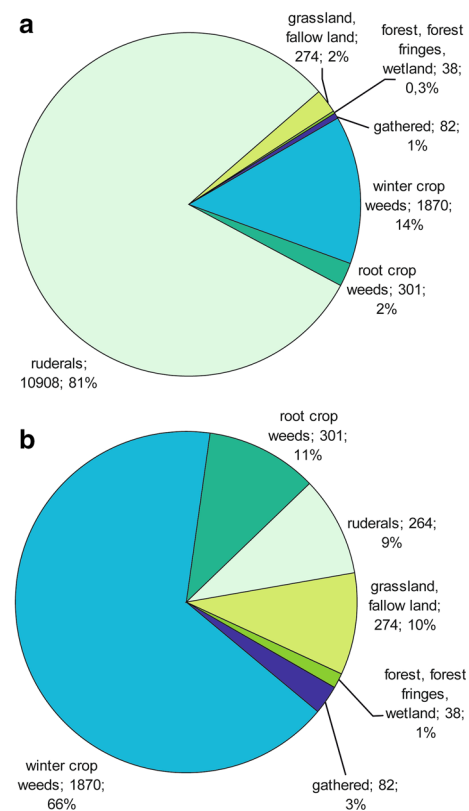 a
grassland,
fallow land;
274; 2%
forest, forest
fringes,
wetland; 38;
0,3%
gathered; 82;
1%
winter crop
weeds; 1870;
14%
root crop
weeds; 301;
2%
ruderals;
10908; 81%
b
root crop
weeds; 301;
11%
ruderals; 264;
9%
grassland,
fallow land;
274; 10%
forest, forest
fringes,
wetland; 38;
1%
gathered; 82;
3%
winter crop
weeds; 1870;
66%